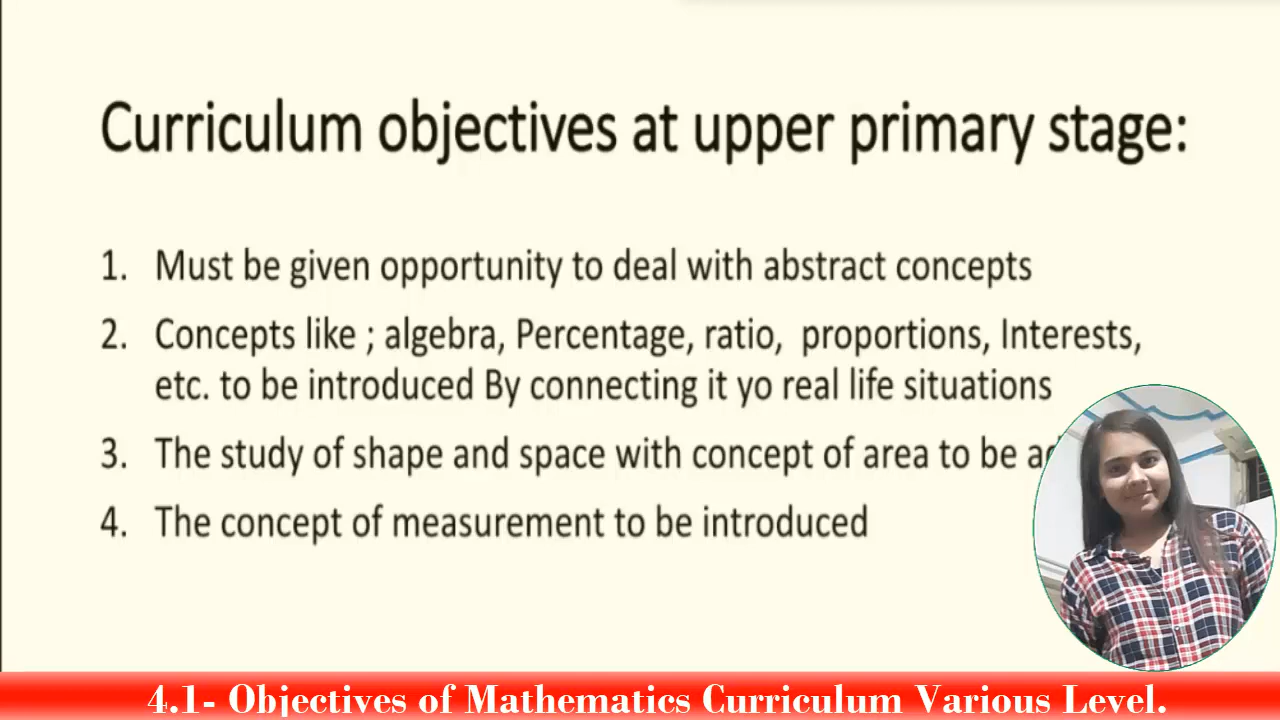 Curriculum objectives at upper primary stage:
1. Must be given opportunity to deal with abstract concepts
2. Concepts like ; algebra, Percentage, ratio, proportions, Interests,
etc. to be introduced By connecting it yo real life situations
3. The study of shape and space with concept of area to be
4. The concept of measurement to be introduced
4.1- Objectives of Mathematics Curriculum Various Level.